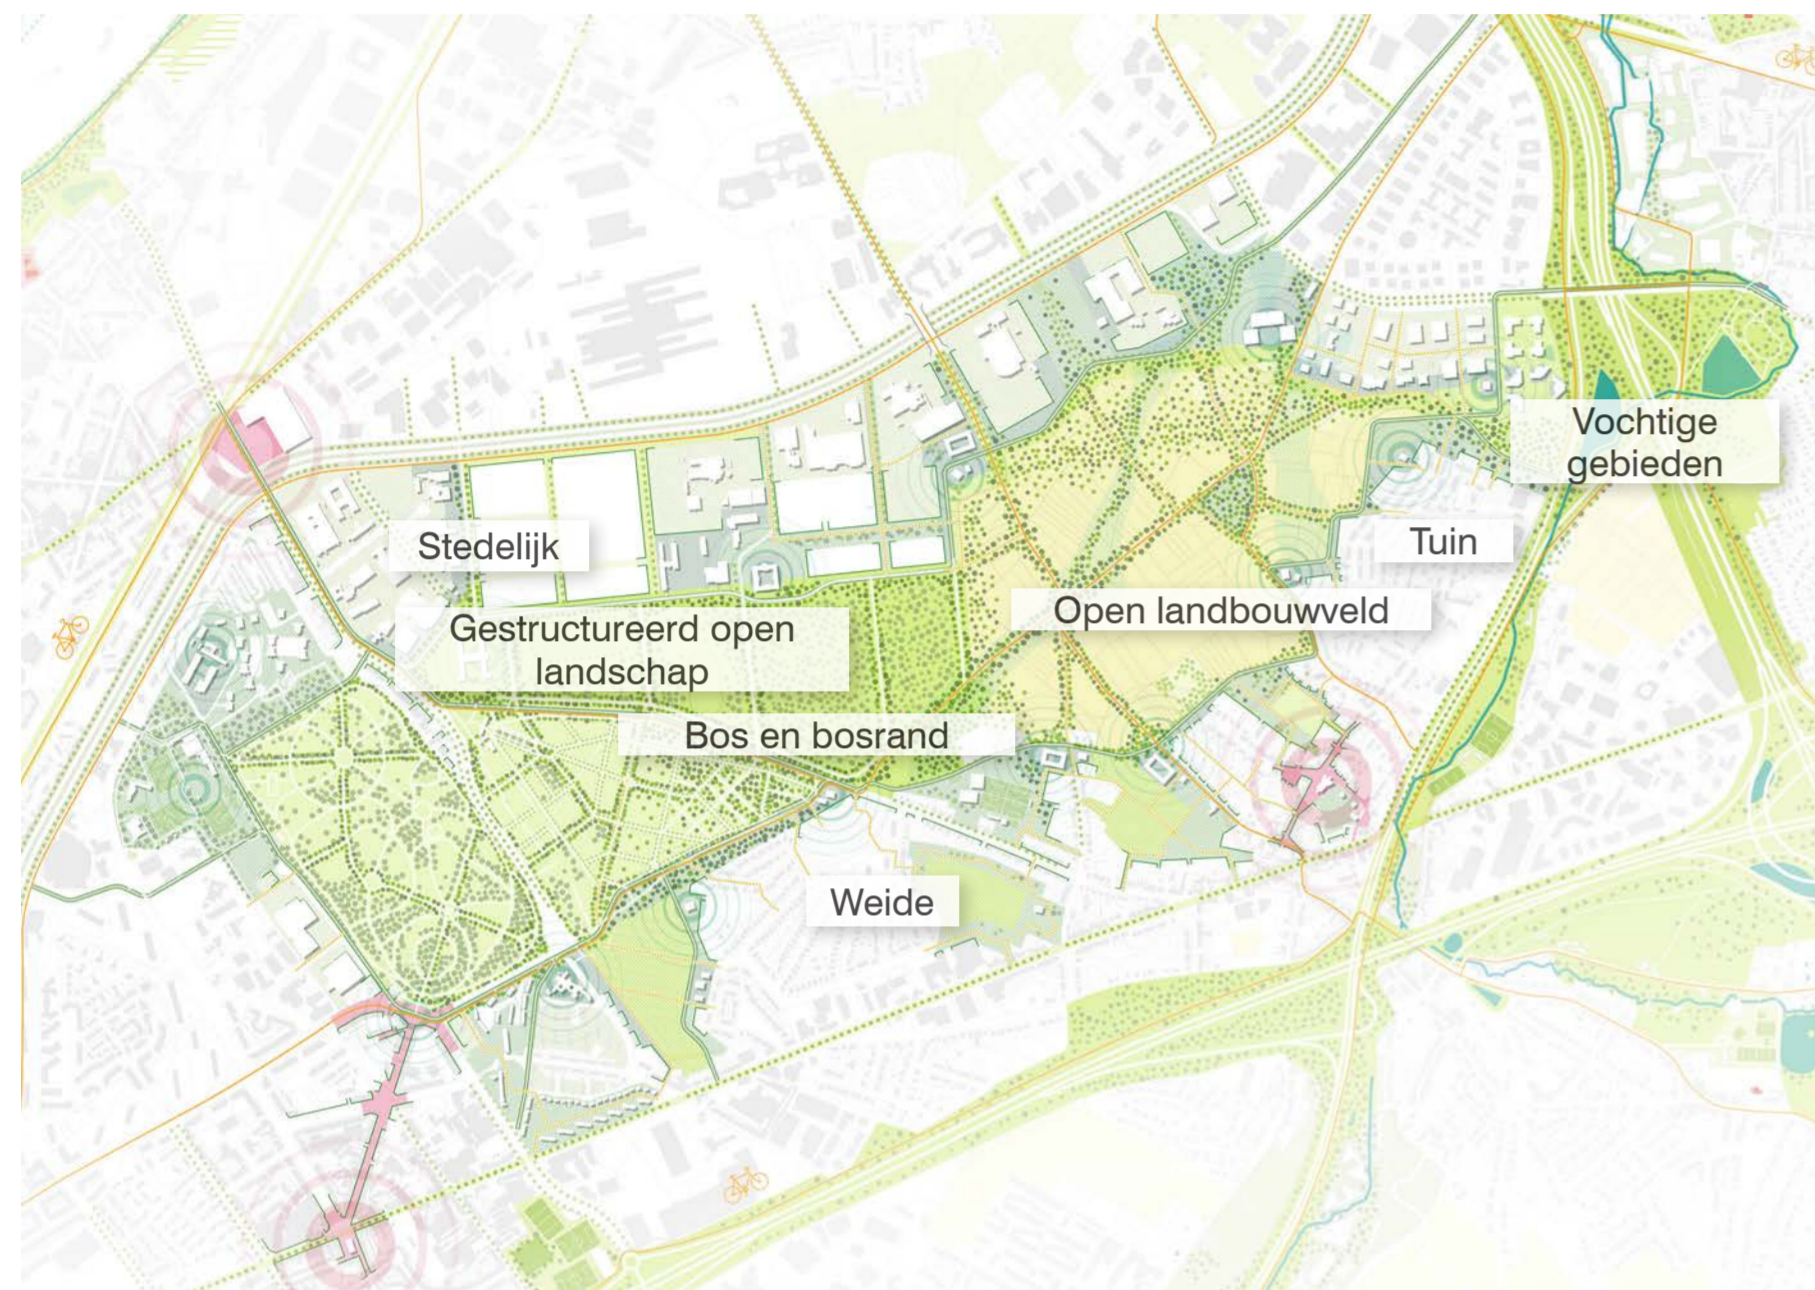 Vochtige
gebieden
Stedelijk
Tuin
Gestructureerd open
landschap
Open landbouwveld
Bos en bosrand
Weide